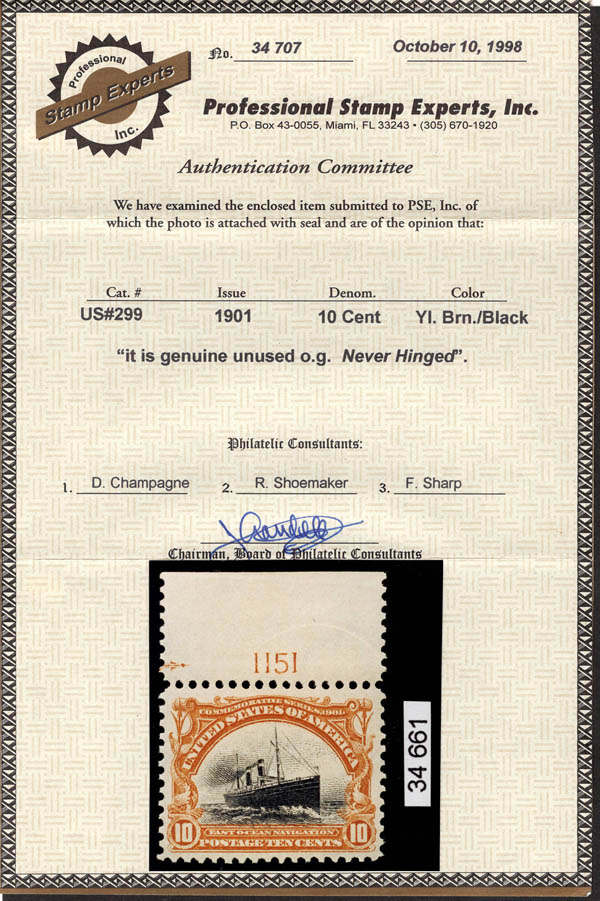 Professional
Stamp Experts
Inc.
No. 34 707
October 10, 1998
Professional Stamp Experts, Inc.
P.O. Box 43-0055, Miami, FL 33243 • (305) 670-1920
Authentication Committee
We have examined the enclosed item submitted to PSE, Inc. of
which the photo is attached with seal and are of the opinion that:
Cat. # Issue Denom. Color
US#299 1901 10 Cent Yl. Brn./Black
“it is genuine unused o.g. Never Hinged”.
Philatelic Consultants:
1. D. Champagne 2. R. Shoemaker 3. F. Sharp
Chairman, Board of Philatelic Consultants
1151
COMMEMORATIVE SERIES, 1901
UNITED STATES OF AMERICA
34 661
10 FAST OCEAN NAVIGATION 10
POSTAGE TEN CENTS